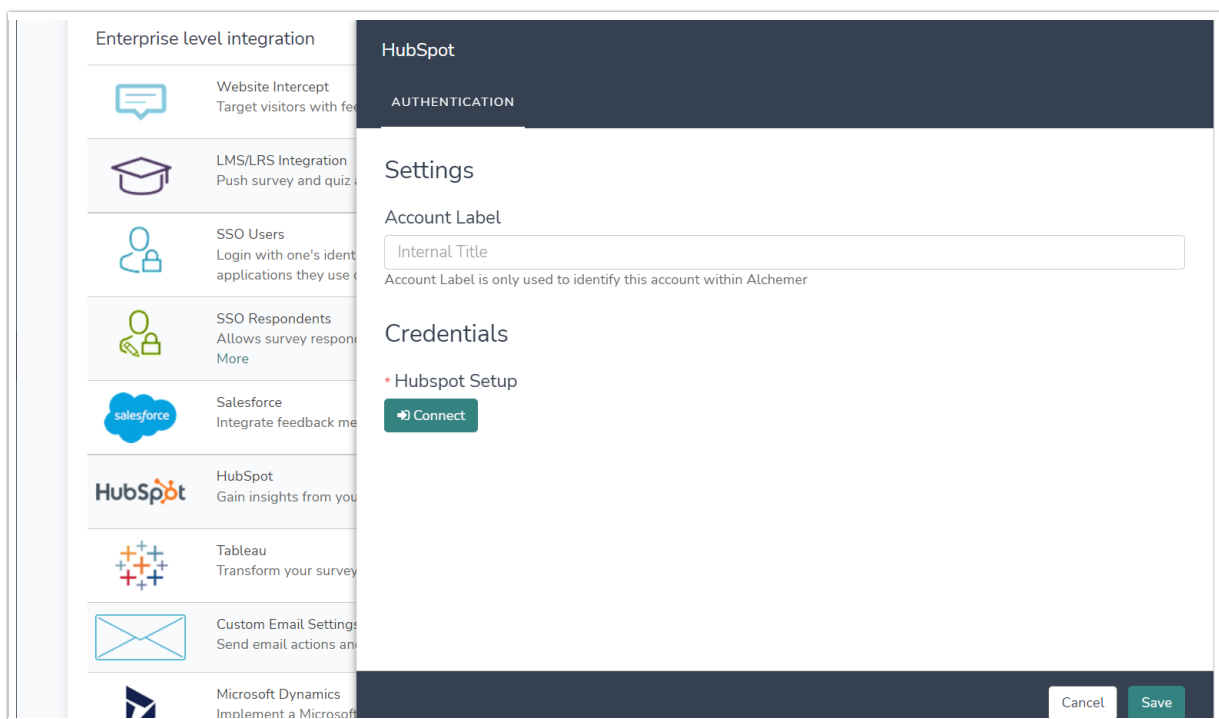 Enterprise level integration
Website Intercept
Target visitors with fee
LMS/LRS Integration
Push survey and quiz
SSO Users
Login with one's ident
applications they use
SSO Respondents
Allows survey respon
More
salesforce
Salesforce
Integrate feedback me
HubSpot
HubSpot
Gain insights from you
Tableau
Transform your survey
Custom Email Settings
Send email actions an
Microsoft Dynamics
Implement a Microsoft
HubSpot
AUTHENTICATION
Settings
Account Label
Internal Title
Account Label is only used to identify this account within Alchemer
Credentials
* Hubspot Setup
Connect
Cancel
Save